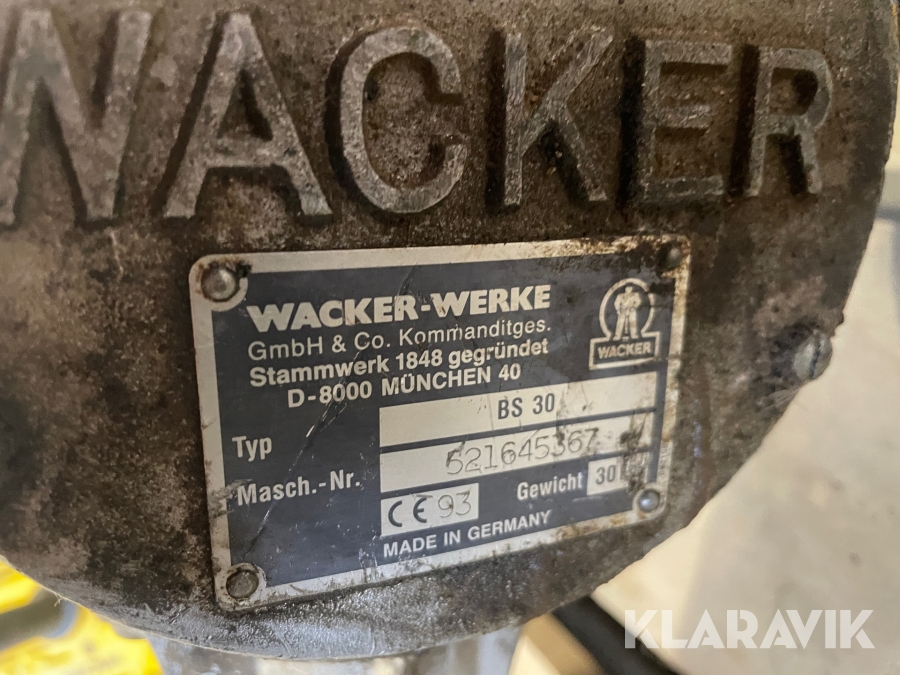 WACKER
WACKER-WERKE
GmbH & Co. Kommanditges.
Stammwerk 1848 gegründet
D-8000 MÜNCHEN 40
WACKER
Typ BS 30
Masch.-Nr. 521645367
CE 93 Gewicht 30
MADE IN GERMANY
KLARAVIK